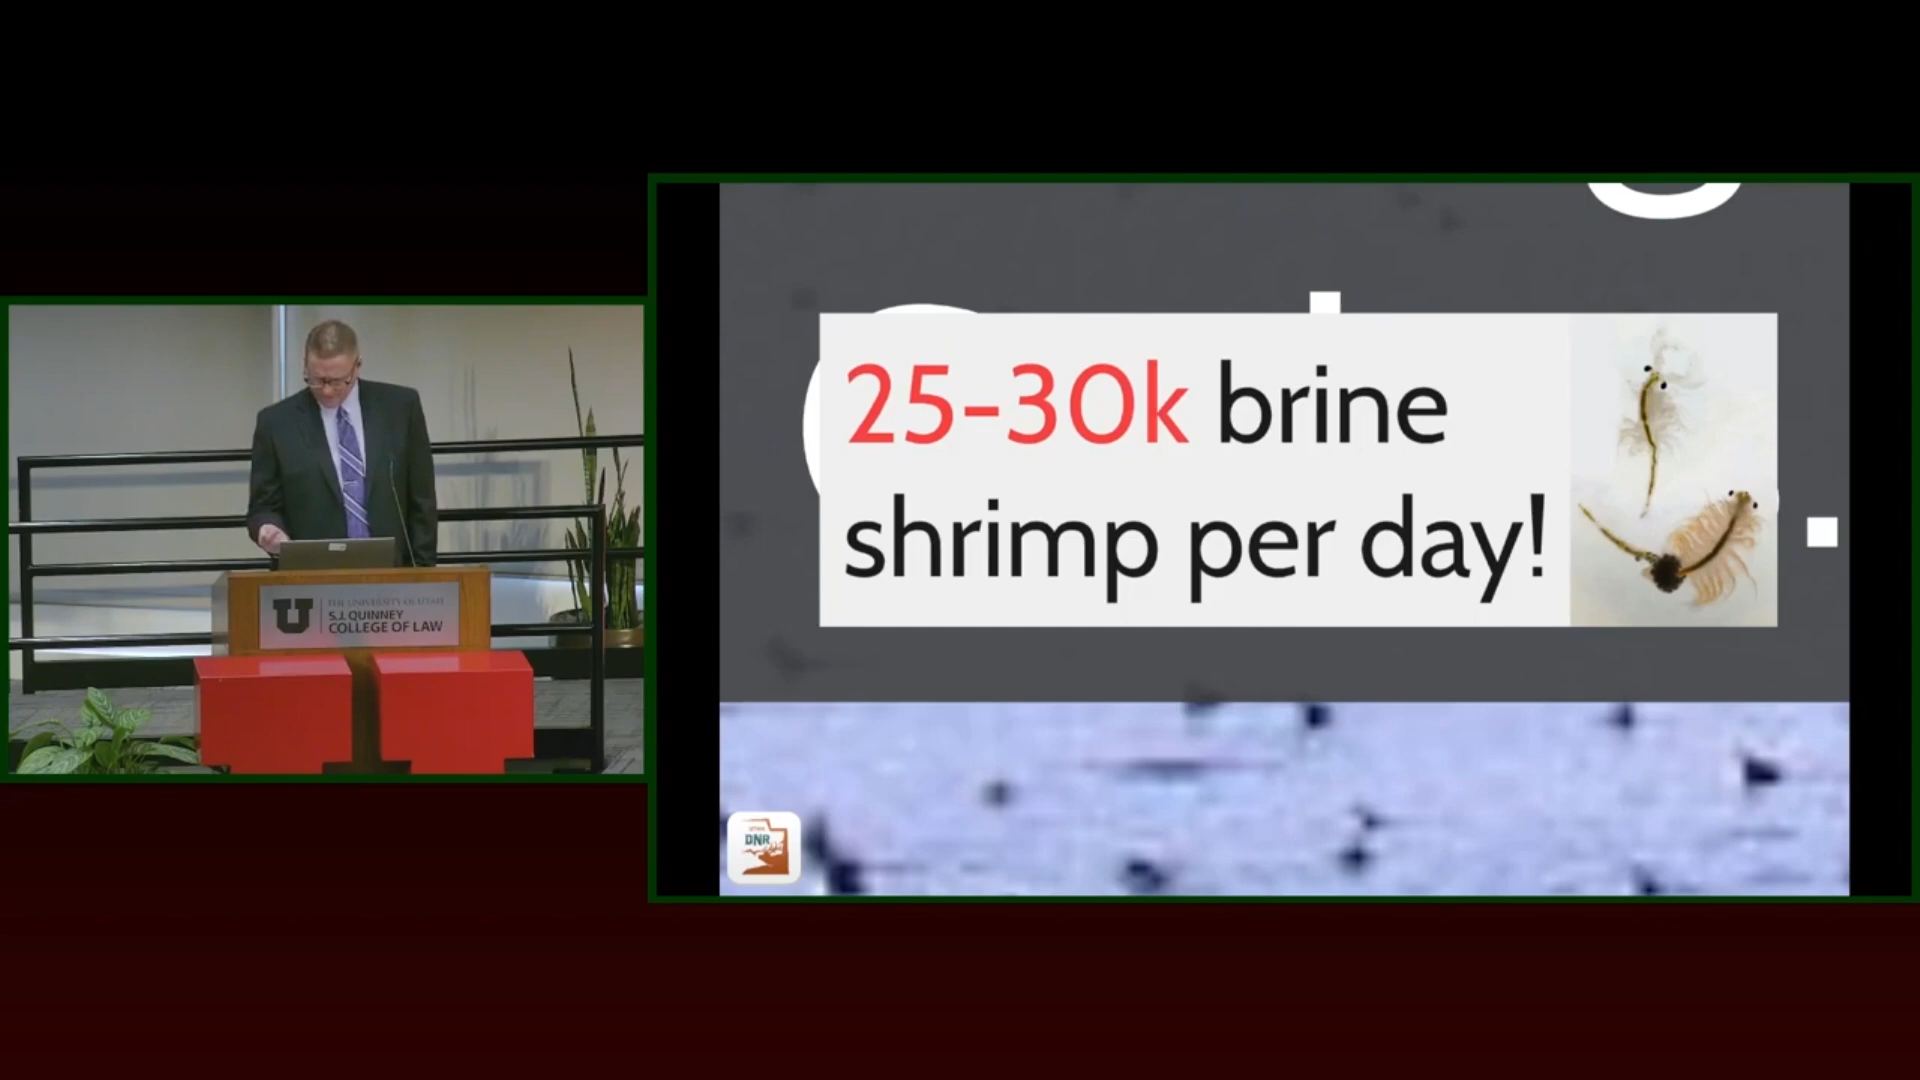 25-30k brine
shrimp per day!
U
THE UNIVERSITY OF UTAH
S.J. QUINNEY
COLLEGE OF LAW
DNR